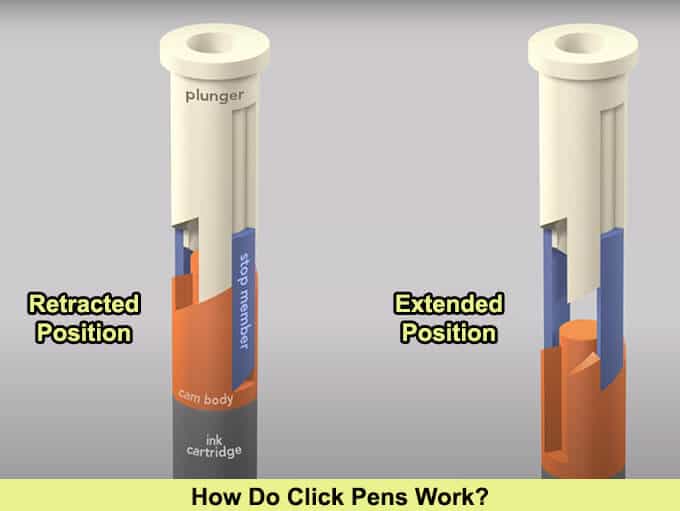 plunger
stop member
Retracted
Position
cam body
ink
cartridge
Extended
Position
How Do Click Pens Work?